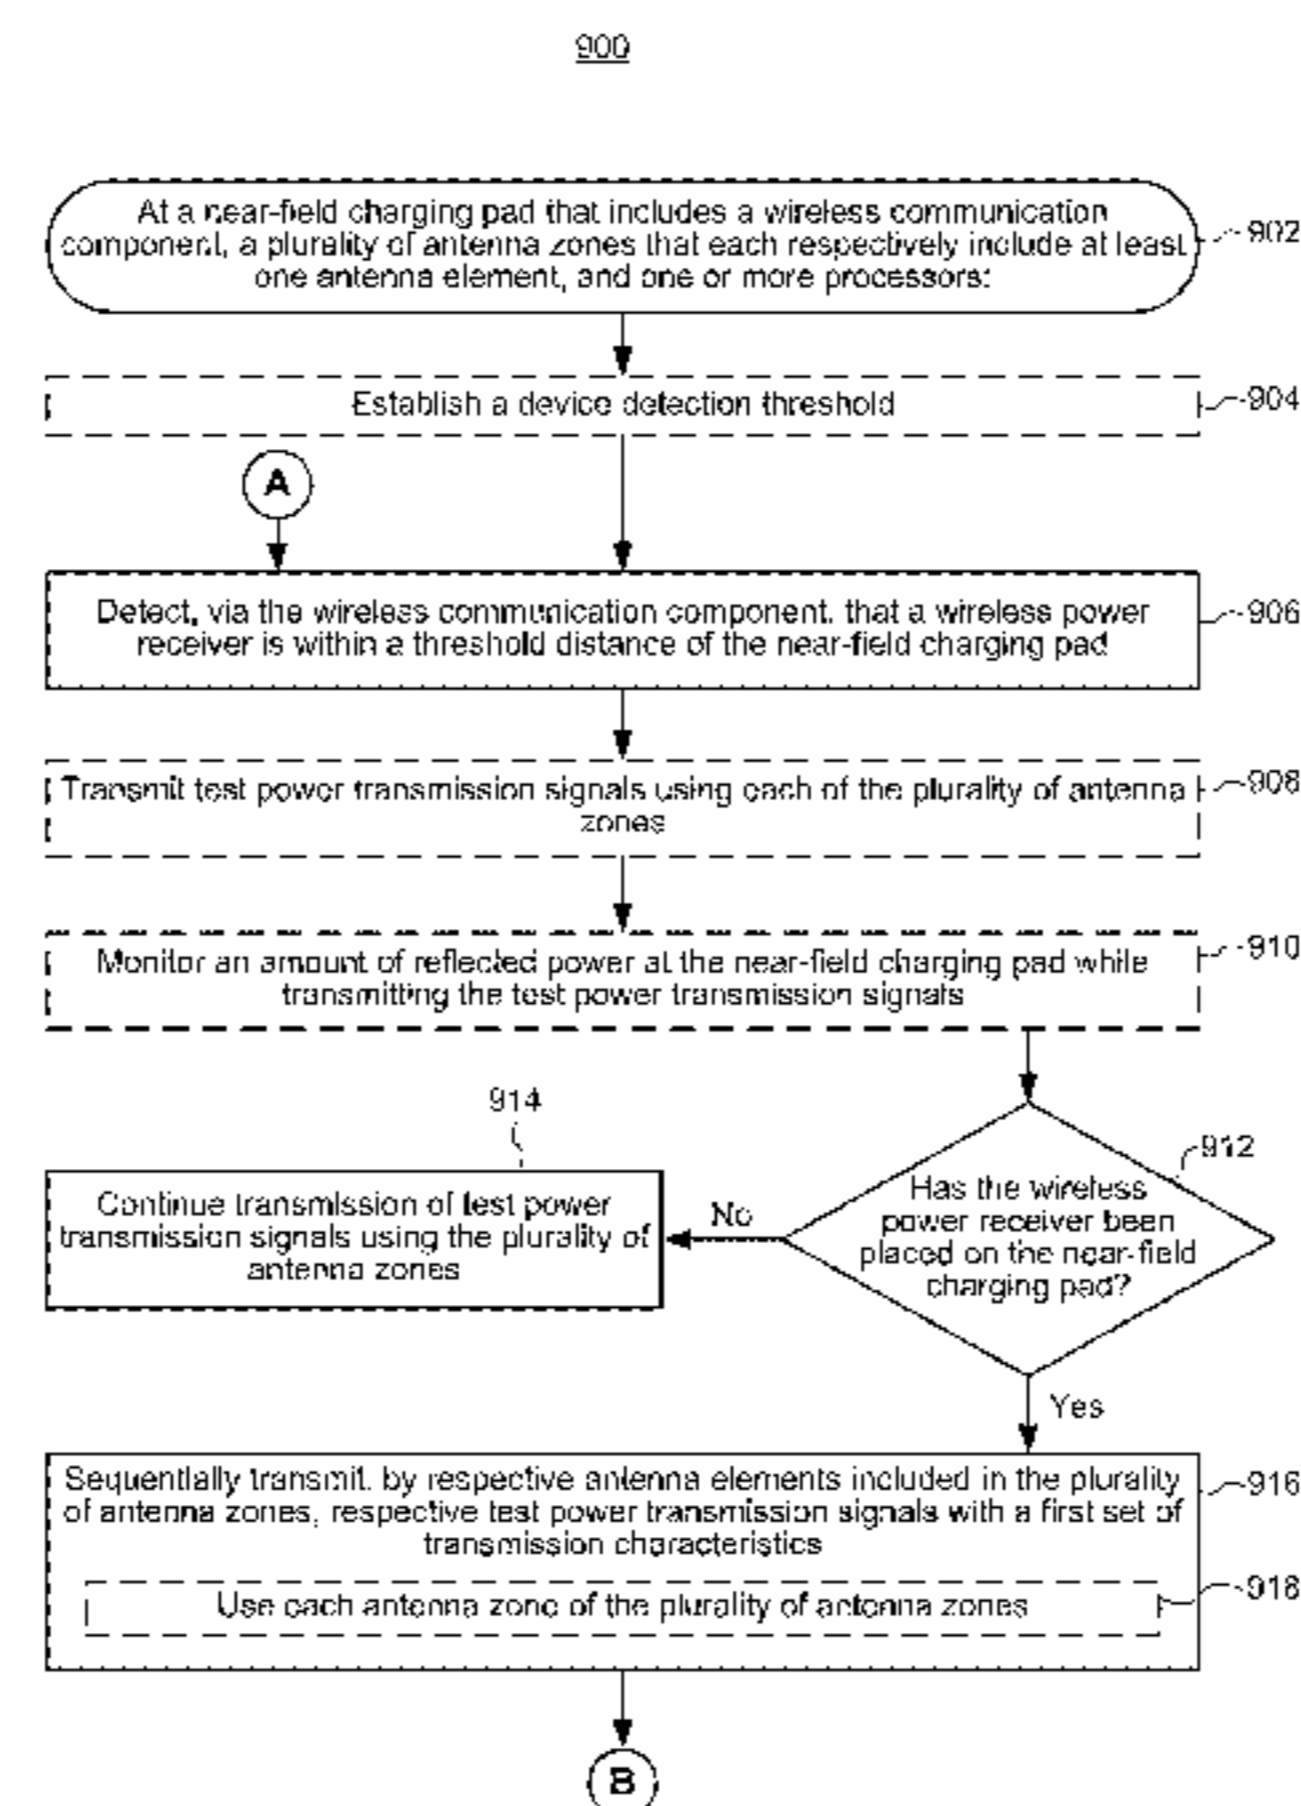 900
At a near-field charging pad that includes a wireless communication
component, a plurality of antenna zones that each respectively include at least
one antenna element, and one or more processors:
902
Establish a device detection threshold
904
A
Detect, via the wireless communication component, that a wireless power
receiver is within a threshold distance of the near-field charging pad
906
Transmit test power transmission signals using each of the plurality of antenna
zones
908
Monitor an amount of reflected power at the near-field charging pad while
transmitting the test power transmission signals
910
914
Continue transmission of test power
transmission signals using the plurality of
antenna zones
No
912
Has the wireless
power receiver been
placed on the near-field
charging pad?
Yes
Sequentially transmit, by respective antenna elements included in the plurality
of antenna zones, respective test power transmission signals with a first set of
transmission characteristics
916
Use each antenna zone of the plurality of antenna zones
918
B